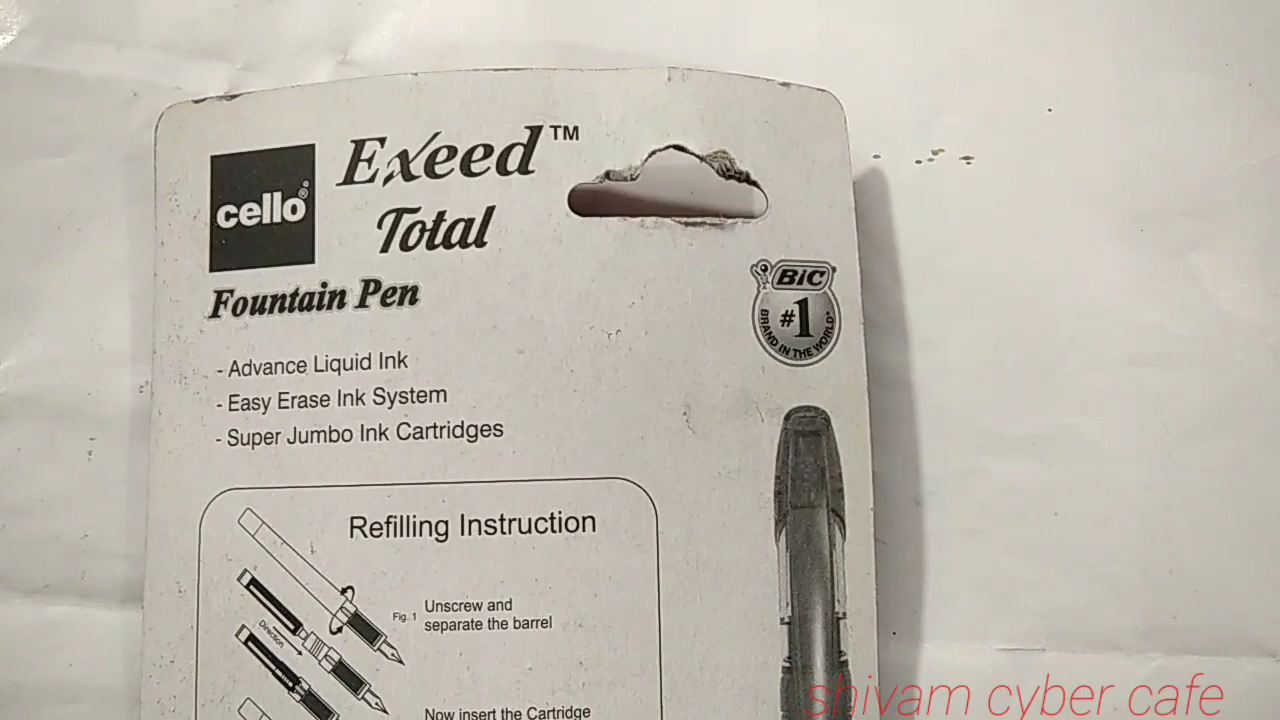 cello®
Exeed™
Total
Fountain Pen
BiC®
#1
BRAND IN THE WORLD*
- Advance Liquid Ink
- Easy Erase Ink System
- Super Jumbo Ink Cartridges
Refilling Instruction
Fig. 1
Unscrew and
separate the barrel
Direction
Now insert the Cartridge
shivam cyber cafe